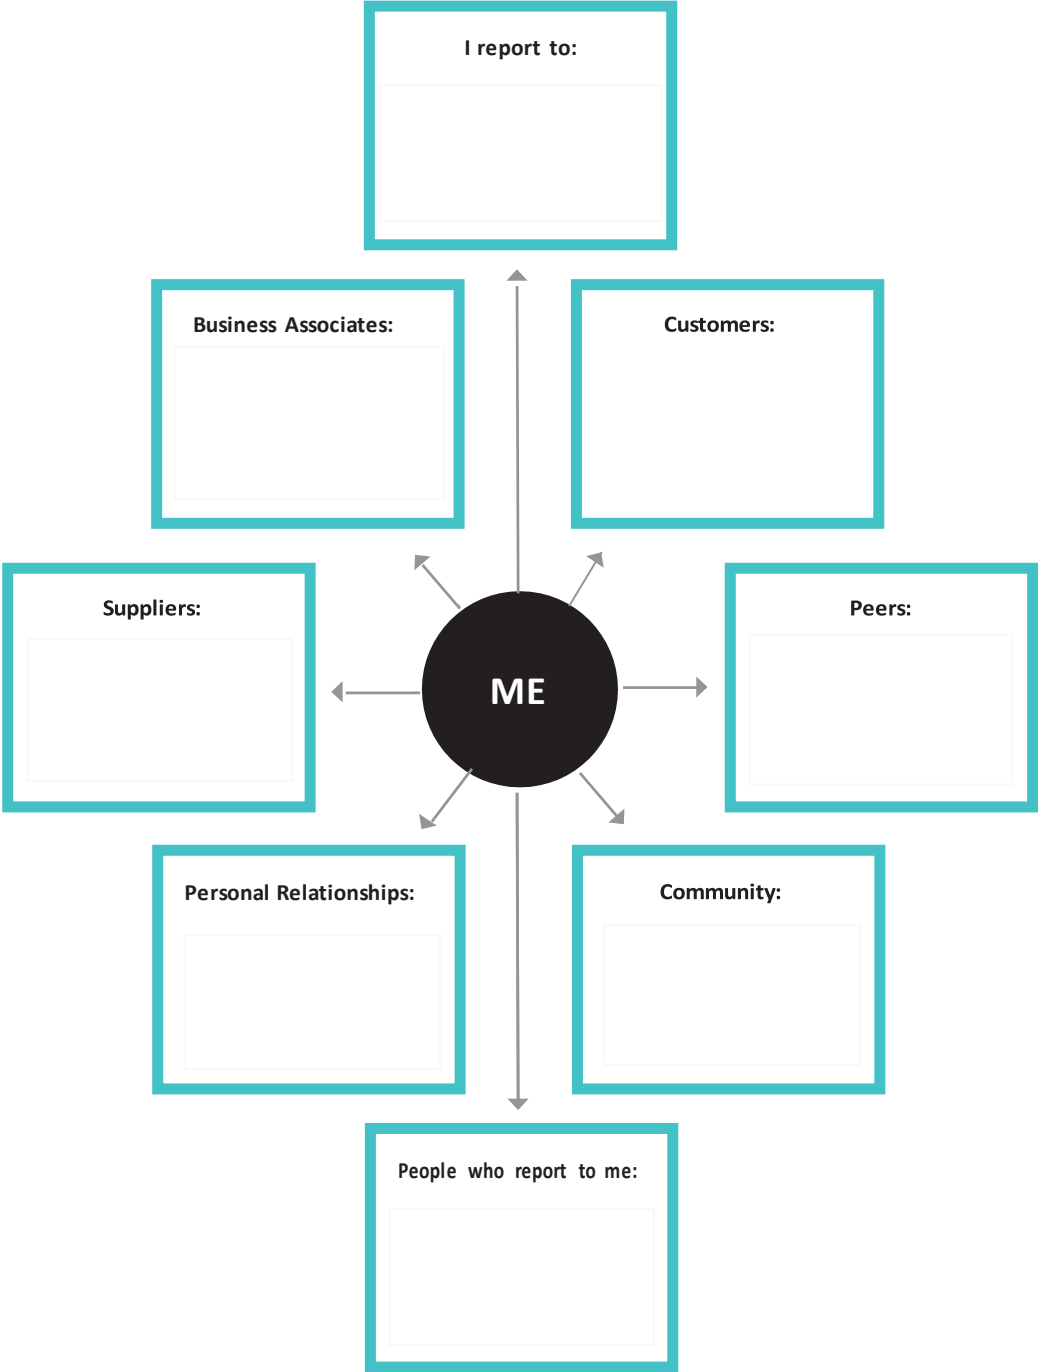 I report to:
Business Associates:
Customers:
Suppliers:
Peers:
ME
Personal Relationships:
Community:
People who report to me: